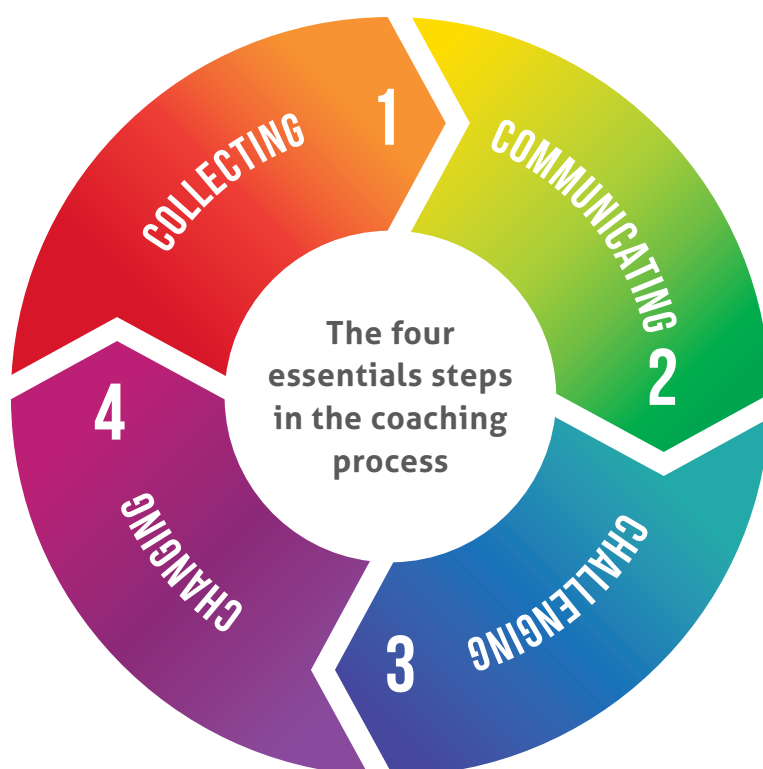 COLLECTING
1
COMMUNICATING
2
CHALLENGING
3
CHANGING
4
The four
essentials steps
in the coaching
process